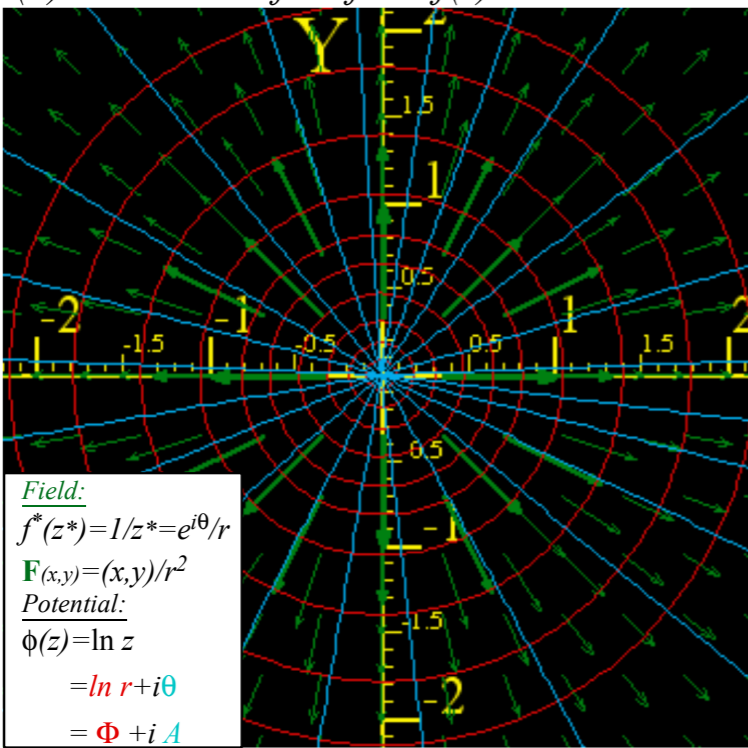 Y
2
1.5
1
0.5
-2
-1.5
-1
-0.5
0.5
1
1.5
2
0.5
-1
-1.5
-2
Field:
f*(z*)=1/z*=e^{iθ}/r
F(x,y)=(x,y)/r²
Potential:
ϕ(z)=ln z
=ln r+iθ
= Φ +i A